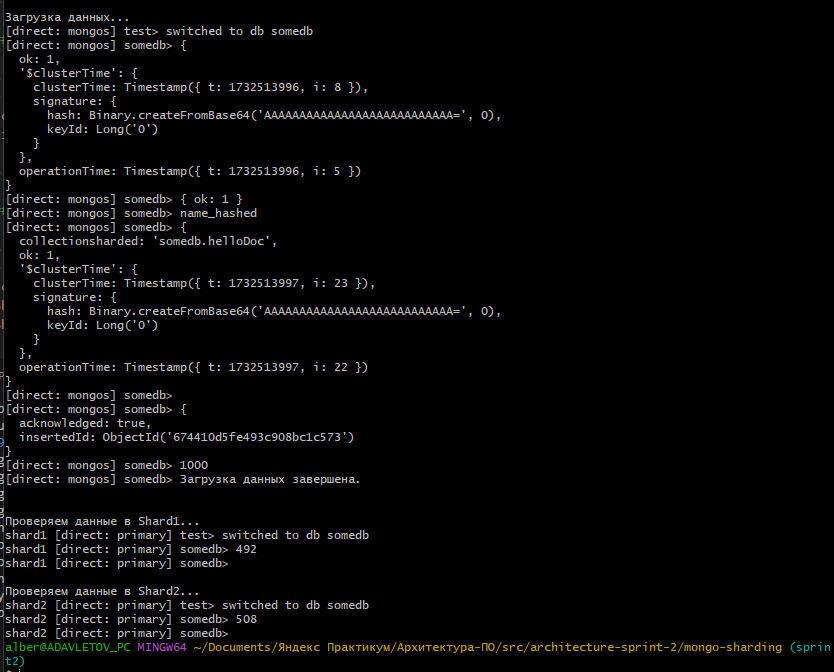 Загрузка данных...
[direct: mongos] test> switched to db somedb
[direct: mongos] somedb> {
  ok: 1,
  '$clusterTime': {
    clusterTime: Timestamp({ t: 1732513996, i: 8 }),
    signature: {
      hash: Binary.createFromBase64('AAAAAAAAAAAAAAAAAAAAAAAAAAA=', 0),
      keyId: Long('0')
    }
  },
  operationTime: Timestamp({ t: 1732513996, i: 5 })
}
[direct: mongos] somedb> { ok: 1 }
[direct: mongos] somedb> name_hashed
[direct: mongos] somedb> {
  collectionsharded: 'somedb.helloDoc',
  ok: 1,
  '$clusterTime': {
    clusterTime: Timestamp({ t: 1732513997, i: 23 }),
    signature: {
      hash: Binary.createFromBase64('AAAAAAAAAAAAAAAAAAAAAAAAAAA=', 0),
      keyId: Long('0')
    }
  },
  operationTime: Timestamp({ t: 1732513997, i: 22 })
}
[direct: mongos] somedb>
[direct: mongos] somedb> {
  acknowledged: true,
  insertedId: ObjectId('674410d5fe493c908bc1c573')
}
[direct: mongos] somedb> 1000
[direct: mongos] somedb> Загрузка данных завершена.
Проверяем данные в Shard1...
shard1 [direct: primary] test> switched to db somedb
shard1 [direct: primary] somedb> 492
shard1 [direct: primary] somedb>
Проверяем данные в Shard2...
shard2 [direct: primary] test> switched to db somedb
shard2 [direct: primary] somedb> 508
shard2 [direct: primary] somedb>
alber@ADAVLETOV_PC MINGW64 ~/Documents/Яндекс Практикум/Архитектура-ПО/src/architecture-sprint-2/mongo-sharding (sprin
t2)